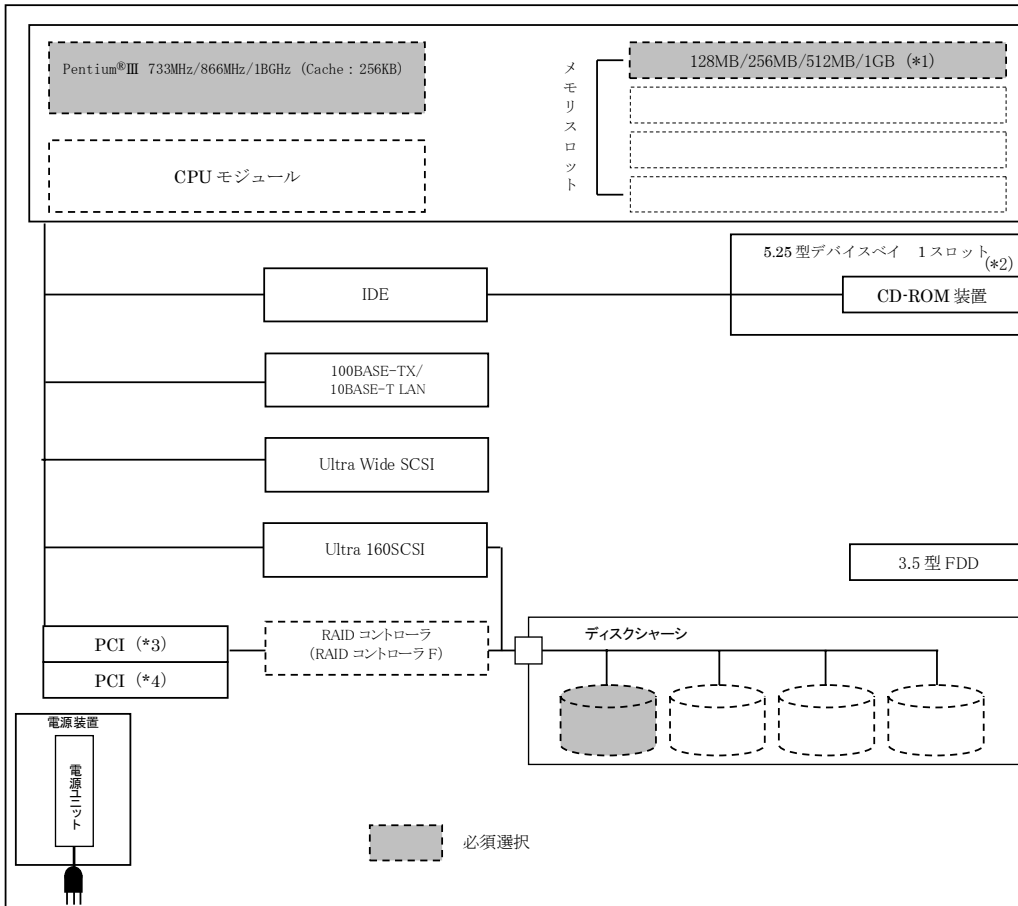 Pentium®Ⅲ 733MHz/866MHz/1BGHz (Cache : 256KB)
CPU モジュール
メモリスロット
128MB/256MB/512MB/1GB (*1)
5.25 型デバイスベイ 1 スロット
(*2)
IDE
CD-ROM 装置
100BASE-TX/
10BASE-T LAN
Ultra Wide SCSI
Ultra 160SCSI
3.5 型 FDD
PCI (*3)
PCI (*4)
RAID コントローラ
(RAID コントローラ F)
ディスクシャーシ
電源装置
電源ユニット
必須選択